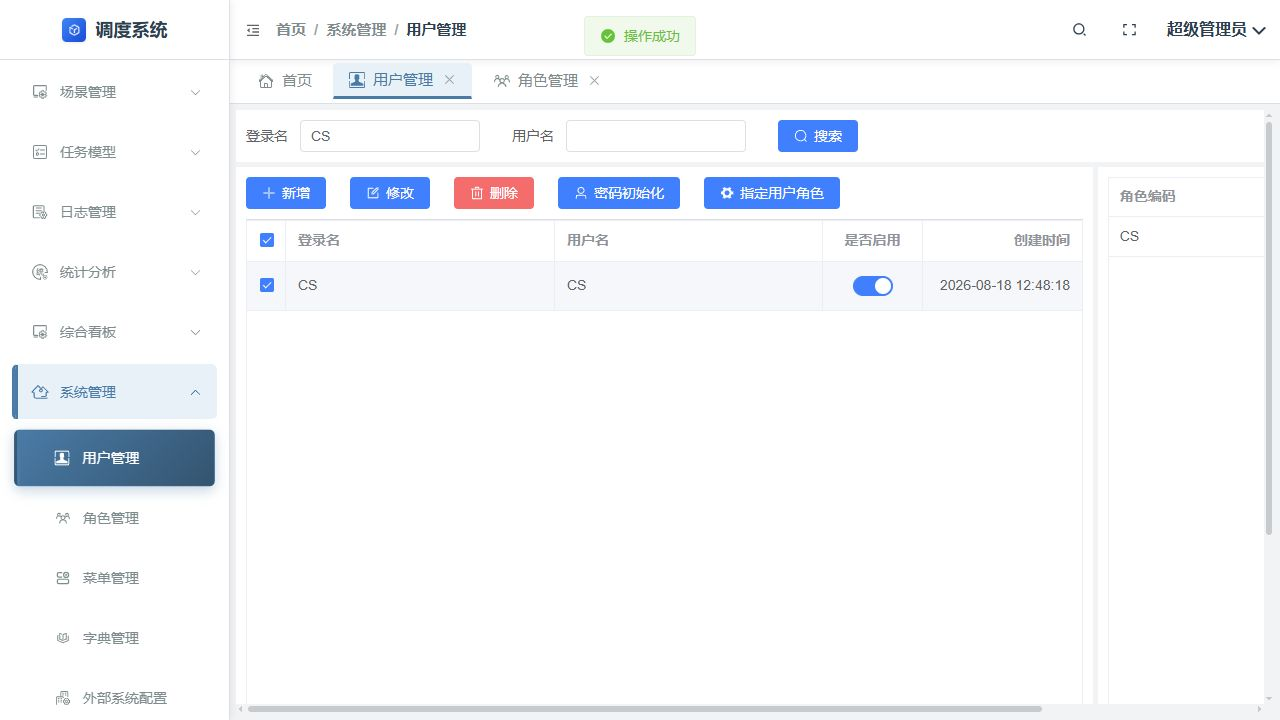 调度系统
首页 / 系统管理 / 用户管理
操作成功
超级管理员
首页
用户管理
角色管理
场景管理
任务模型
日志管理
统计分析
综合看板
系统管理
用户管理
角色管理
菜单管理
字典管理
外部系统配置
登录名 CS 用户名 搜索
新增 修改 删除 密码初始化 指定用户角色
登录名 用户名 是否启用 创建时间
CS CS 2026-08-18 12:48:18
角色编码
CS